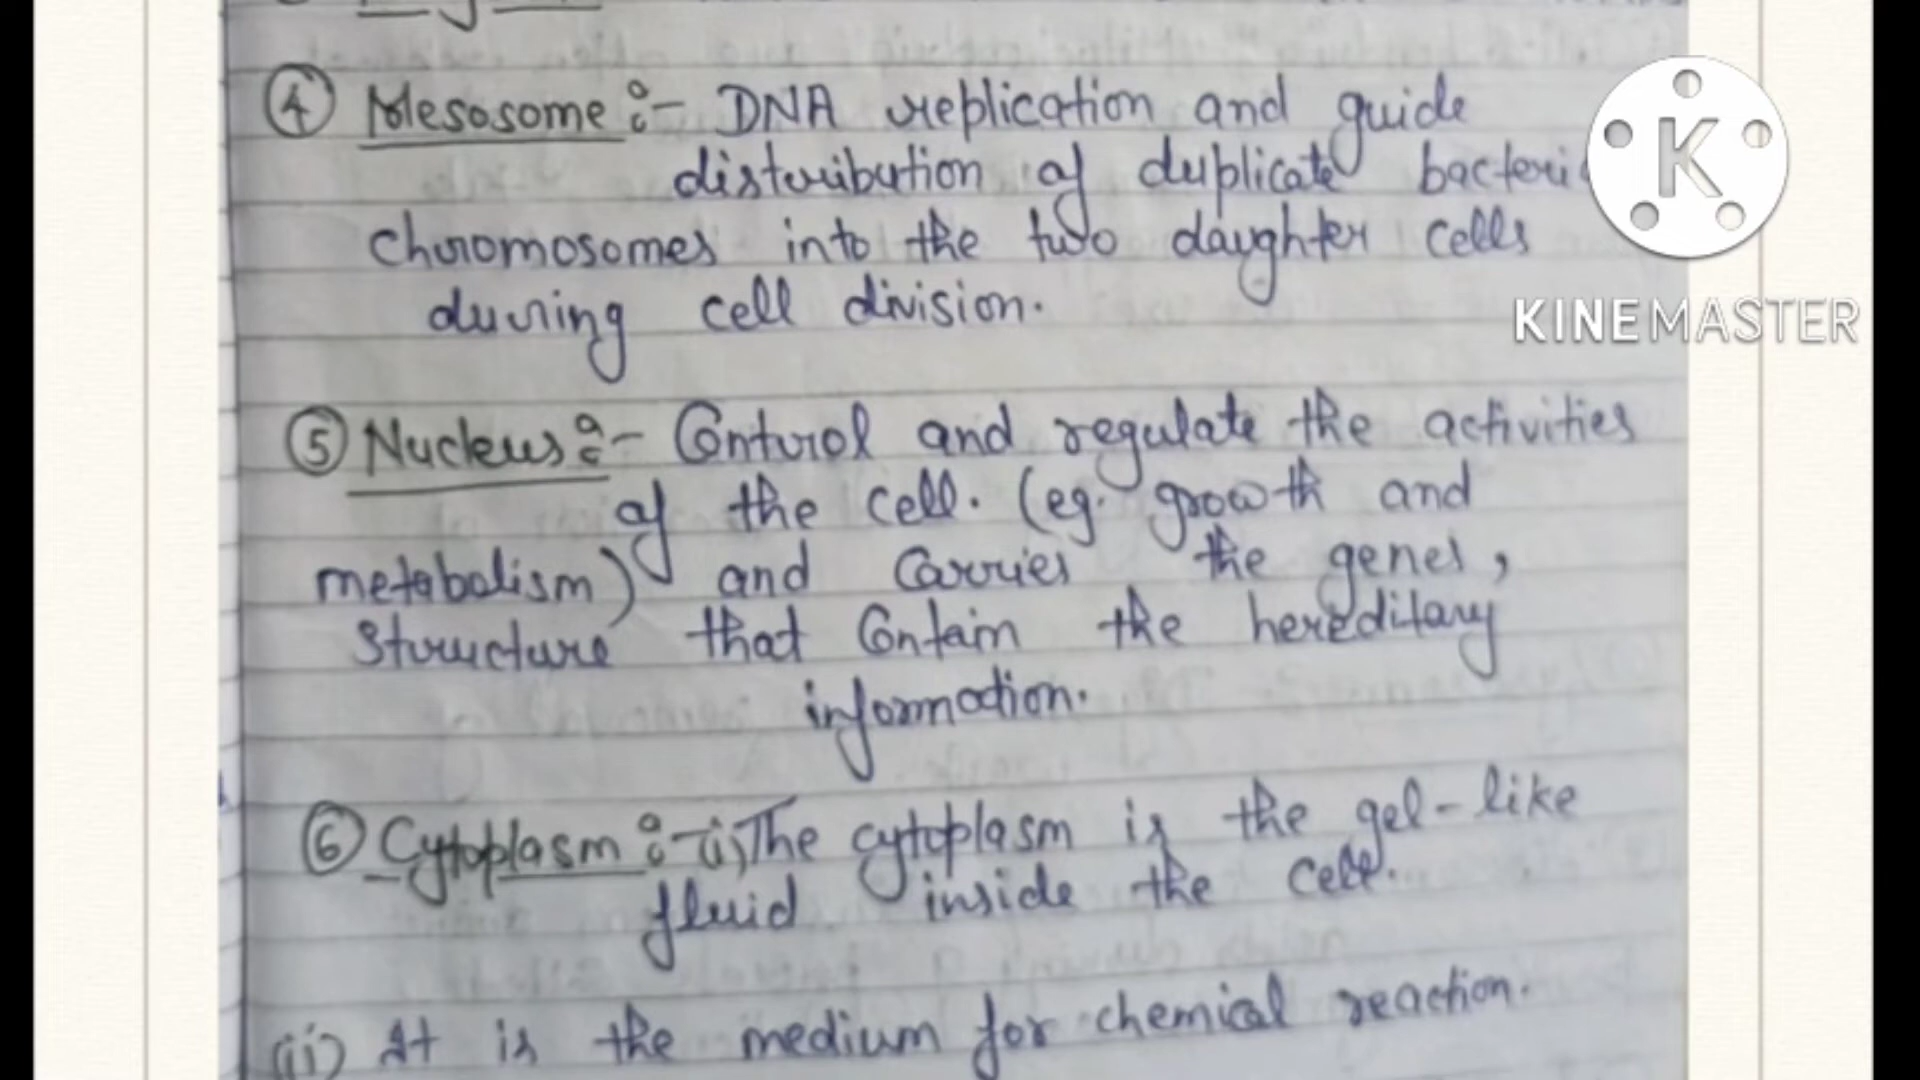 ④ Mesosome :- DNA replication and guide
distribution of duplicate
chromosomes into the two daughter cells
during cell division.
⑤ Nucleus :- Control and regulate the activities
of the cell. (eg. growth and
metabolism) and carries the genes,
structure that contain the hereditary
information.
⑥ Cytoplasm :- (i) The cytoplasm is the gel-like
fluid inside the cell.
(ii) It is the medium for chemical reaction.
K
KINEMASTER